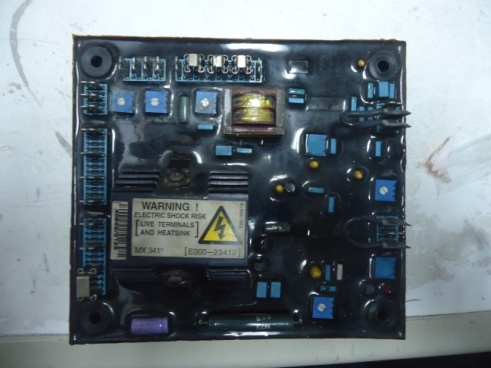 WARNING !
ELECTRIC SHOCK RISK
[LIVE TERMINALS
AND HEATSINK]
MX 341 [E000-23412]